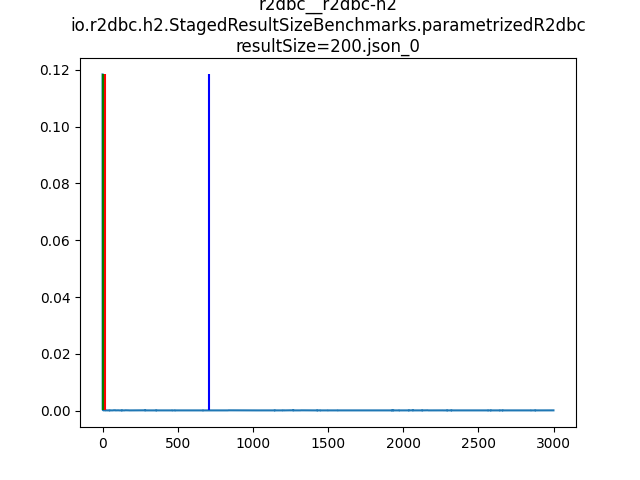 r2dbc__r2dbc-h2
io.r2dbc.h2.StagedResultSizeBenchmarks.parametrizedR2dbc
resultSize=200.json_0
0.12
0.10
0.08
0.06
0.04
0.02
0.00
0 500 1000 1500 2000 2500 3000